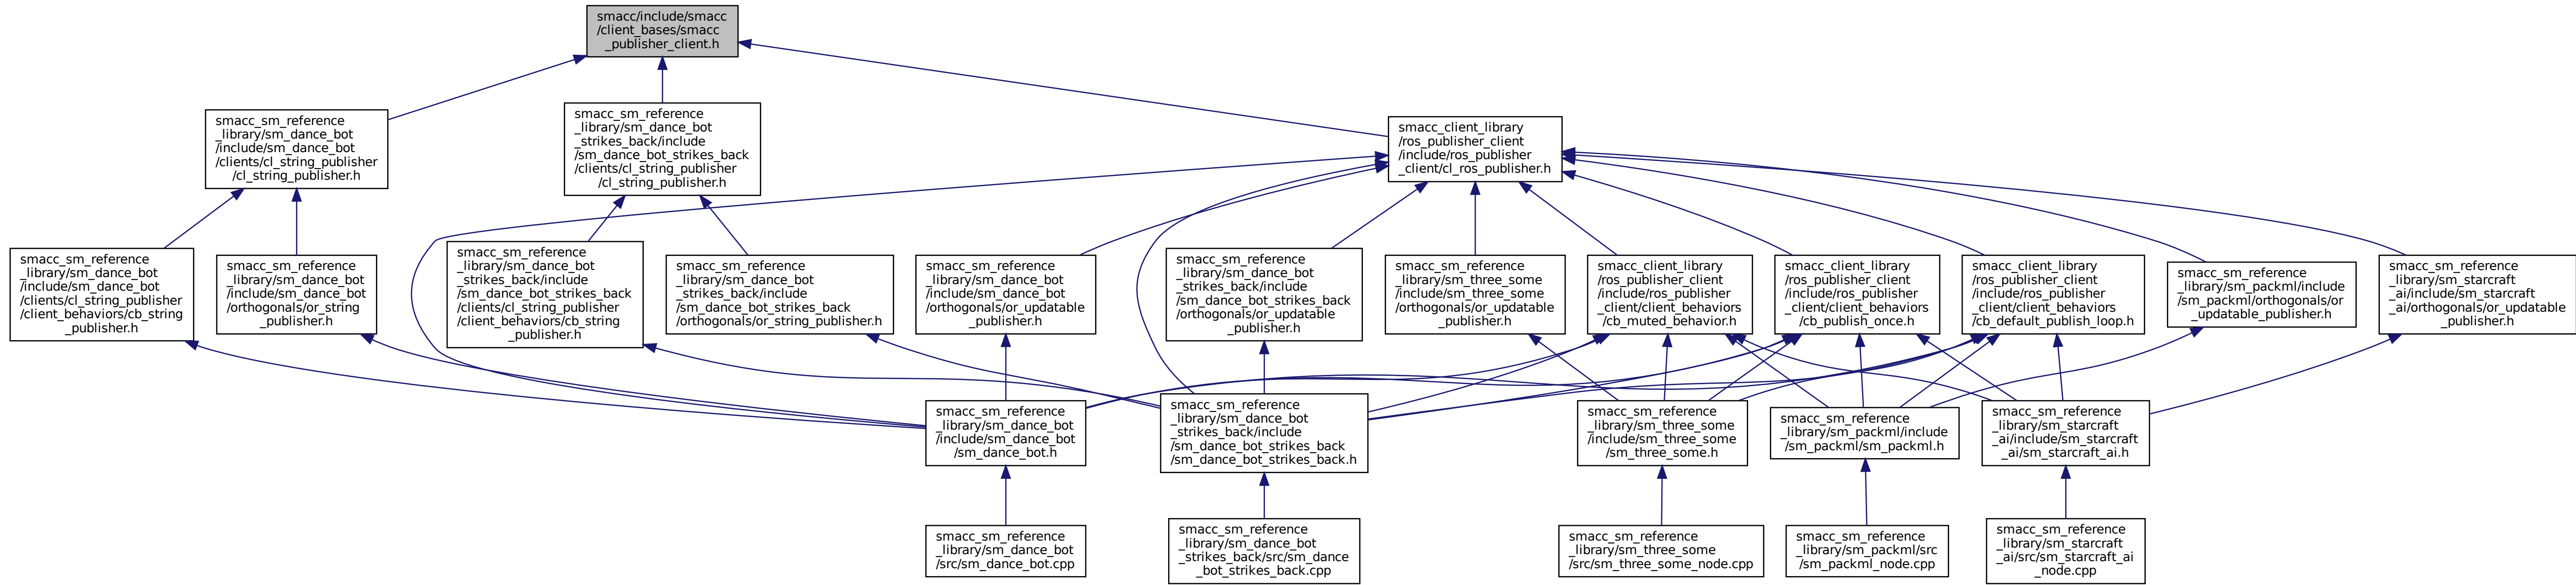 smacc/include/smacc
/client_bases/smacc
_publisher_client.h
smacc_sm_reference
_library/sm_dance_bot
/include/sm_dance_bot
/clients/cl_string_publisher
/cl_string_publisher.h
smacc_sm_reference
_library/sm_dance_bot
_strikes_back/include
/sm_dance_bot_strikes_back
/clients/cl_string_publisher
/cl_string_publisher.h
smacc_client_library
/ros_publisher_client
/include/ros_publisher
_client/cl_ros_publisher.h
smacc_sm_reference
_library/sm_dance_bot
/include/sm_dance_bot
/clients/cl_string_publisher
/client_behaviors/cb_string
_publisher.h
smacc_sm_reference
_library/sm_dance_bot
/include/sm_dance_bot
/orthogonals/or_string
_publisher.h
smacc_sm_reference
_library/sm_dance_bot
_strikes_back/include
/sm_dance_bot_strikes_back
/clients/cl_string_publisher
/client_behaviors/cb_string
_publisher.h
smacc_sm_reference
_library/sm_dance_bot
_strikes_back/include
/sm_dance_bot_strikes_back
/orthogonals/or_string_publisher.h
smacc_sm_reference
_library/sm_dance_bot
/include/sm_dance_bot
/orthogonals/or_updatable
_publisher.h
smacc_sm_reference
_library/sm_dance_bot
_strikes_back/include
/sm_dance_bot_strikes_back
/orthogonals/or_updatable
_publisher.h
smacc_sm_reference
_library/sm_three_some
/include/sm_three_some
/orthogonals/or_updatable
_publisher.h
smacc_client_library
/ros_publisher_client
/include/ros_publisher
_client/client_behaviors
/cb_muted_behavior.h
smacc_client_library
/ros_publisher_client
/include/ros_publisher
_client/client_behaviors
/cb_publish_once.h
smacc_client_library
/ros_publisher_client
/include/ros_publisher
_client/client_behaviors
/cb_default_publish_loop.h
smacc_sm_reference
_library/sm_packml/include
/sm_packml/orthogonals/or
_updatable_publisher.h
smacc_sm_reference
_library/sm_starcraft
_ai/include/sm_starcraft
_ai/orthogonals/or_updatable
_publisher.h
smacc_sm_reference
_library/sm_dance_bot
/include/sm_dance_bot
/sm_dance_bot.h
smacc_sm_reference
_library/sm_dance_bot
_strikes_back/include
/sm_dance_bot_strikes_back
/sm_dance_bot_strikes_back.h
smacc_sm_reference
_library/sm_three_some
/include/sm_three_some
/sm_three_some.h
smacc_sm_reference
_library/sm_packml/include
/sm_packml/sm_packml.h
smacc_sm_reference
_library/sm_starcraft
_ai/include/sm_starcraft
_ai/sm_starcraft_ai.h
smacc_sm_reference
_library/sm_dance_bot
/src/sm_dance_bot.cpp
smacc_sm_reference
_library/sm_dance_bot
_strikes_back/src/sm_dance
_bot_strikes_back.cpp
smacc_sm_reference
_library/sm_three_some
/src/sm_three_some_node.cpp
smacc_sm_reference
_library/sm_packml/src
/sm_packml_node.cpp
smacc_sm_reference
_library/sm_starcraft
_ai/src/sm_starcraft_ai
_node.cpp